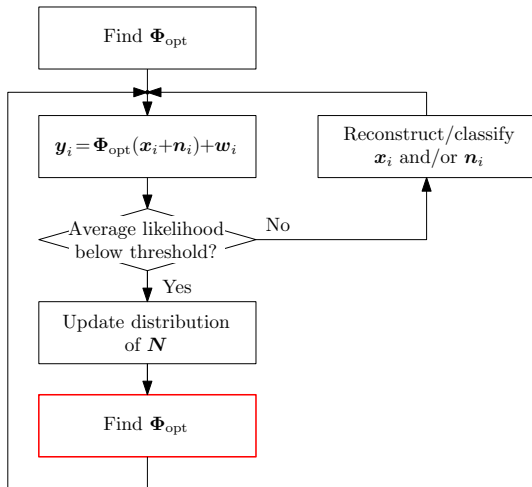 Find Φopt
yi=Φopt(xi+ni)+wi
Reconstruct/classify
xi and/or ni
Average likelihood
below threshold?
No
Yes
Update distribution
of N
Find Φopt